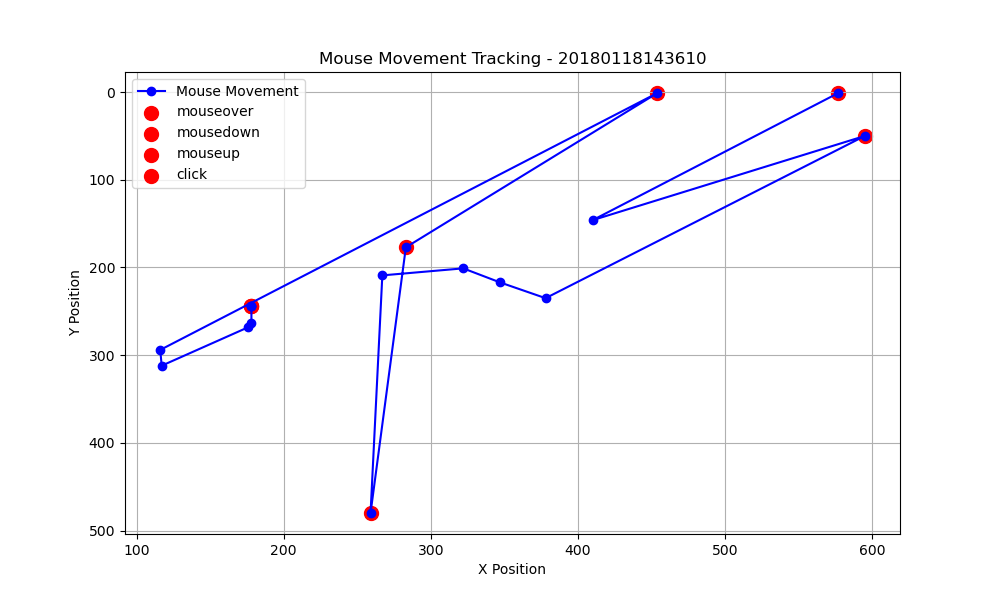 Mouse Movement Tracking - 20180118143610
Mouse Movement
mouseover
mousedown
mouseup
click
0
100
200
300
400
500
Y Position
100 200 300 400 500 600
X Position